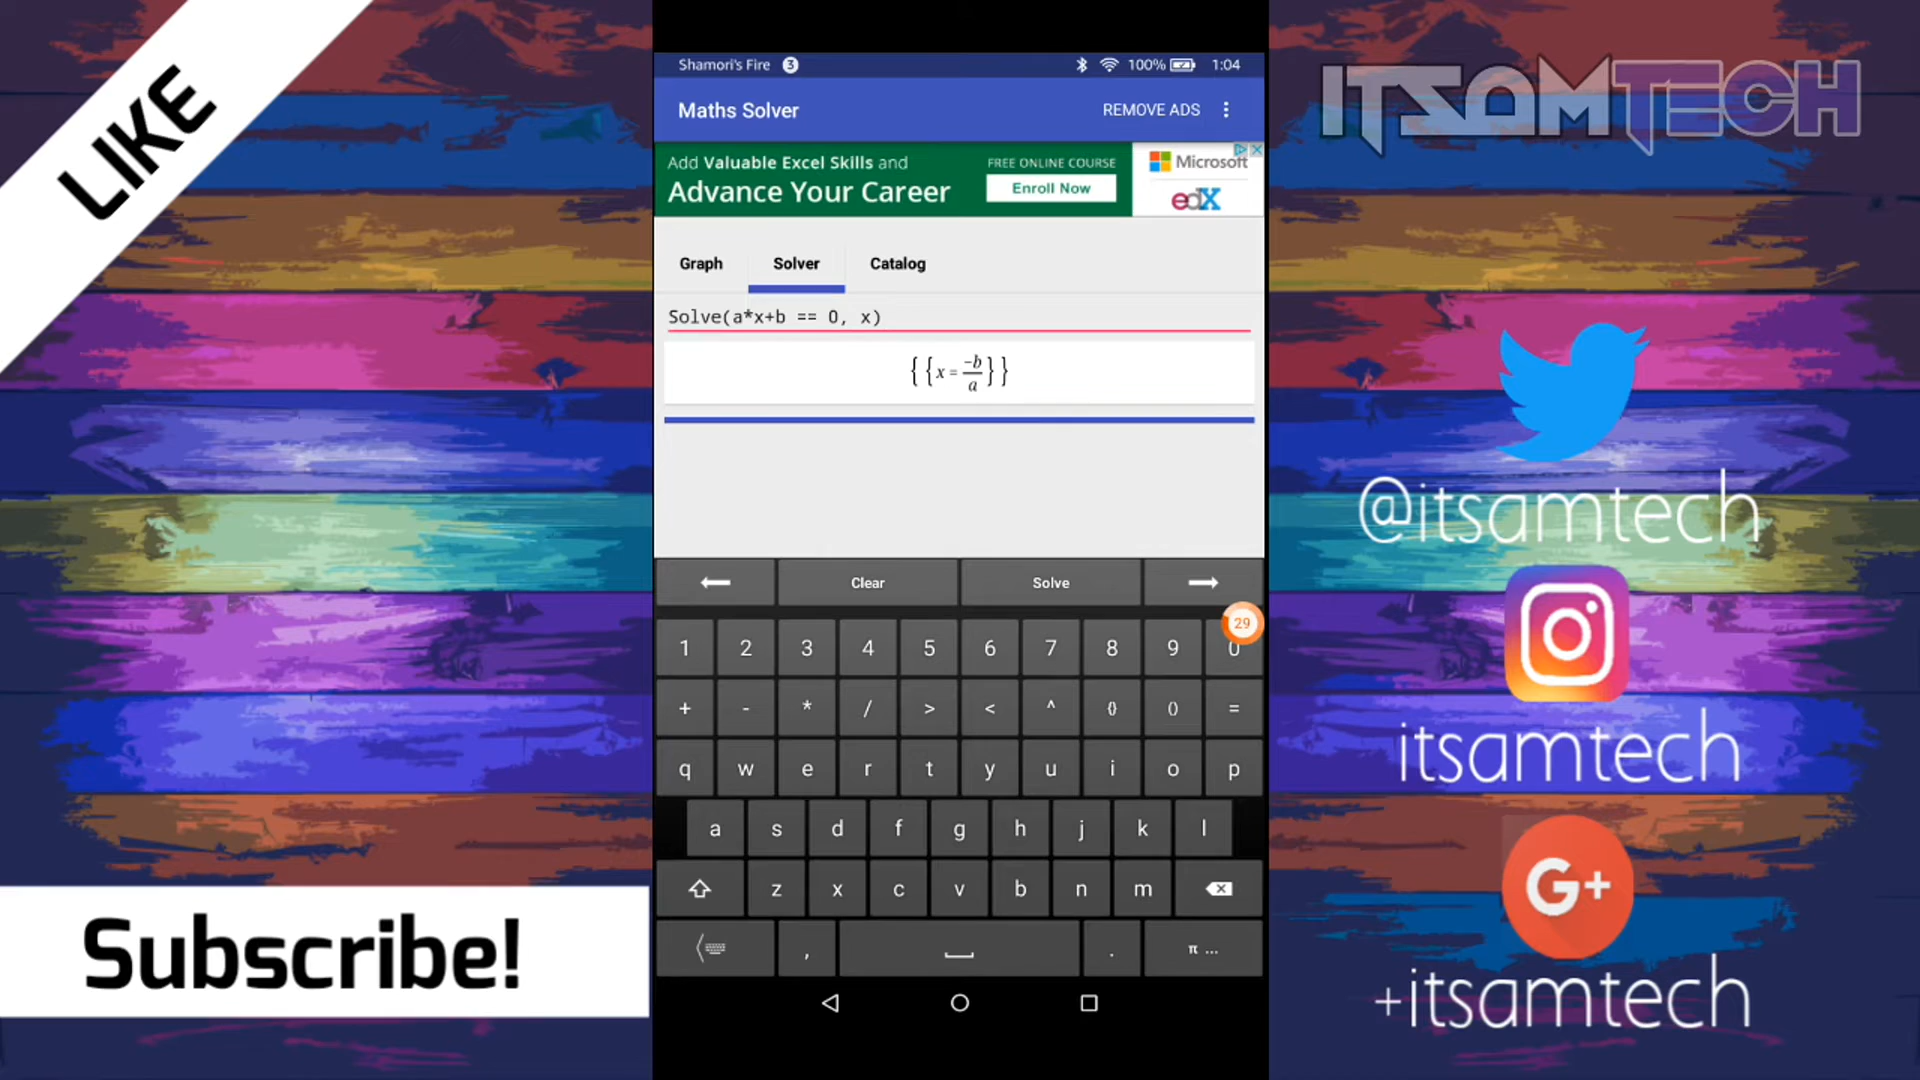 LIKE
Subscribe!
Shamori's Fire 3 100% 1:04
Maths Solver REMOVE ADS
Add Valuable Excel Skills and
Advance Your Career
FREE ONLINE COURSE
Enroll Now
Microsoft
edX
Graph Solver Catalog
Solve(a*x+b == 0, x)
{{x = -b/a}}
← Clear Solve →
29
1 2 3 4 5 6 7 8 9 0
+ - * / > < ^ {} () =
q w e r t y u i o p
a s d f g h j k l
z x c v b n m
, . π ...
ITSAMTECH
@itsamtech
itsamtech
G+
+itsamtech